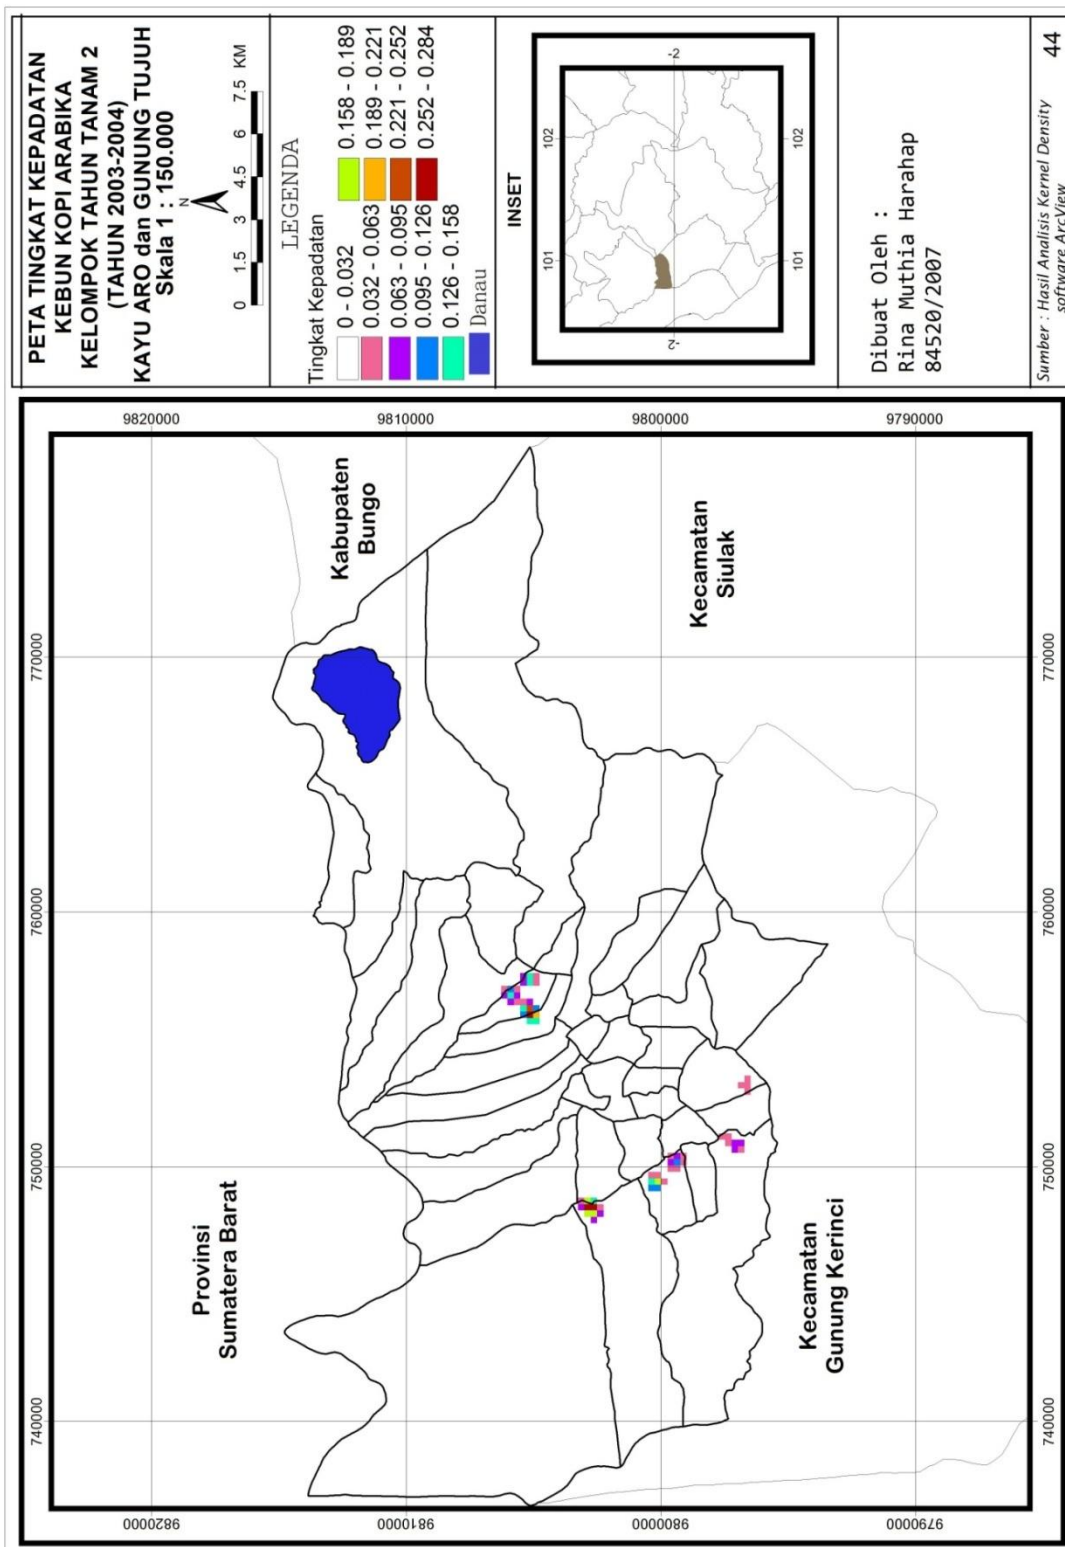 PETA TINGKAT KEPADATAN
KEBUN KOPI ARABIKA
KELOMPOK TAHUN TANAM 2
(TAHUN 2003-2004)
KAYU ARO dan GUNUNG TUJUH
Skala 1 : 150.000
N
0 1.5 3 4.5 6 7.5 KM
LEGENDA
Tingkat Kepadatan
0 - 0.032
0.032 - 0.063
0.063 - 0.095
0.095 - 0.126
0.126 - 0.158
Danau
0.158 - 0.189
0.189 - 0.221
0.221 - 0.252
0.252 - 0.284
INSET
101 102
-2 -2
101 102
Dibuat Oleh :
Rina Muthia Harahap
84520/2007
Sumber : Hasil Analisis Kernel Density
software ArcView
44
740000 750000 760000 770000
9820000 9820000
9810000 9810000
9800000 9800000
9790000 9790000
740000 750000 760000 770000
Provinsi
Sumatera Barat
Kabupaten
Bungo
Kecamatan
Siulak
Kecamatan
Gunung Kerinci